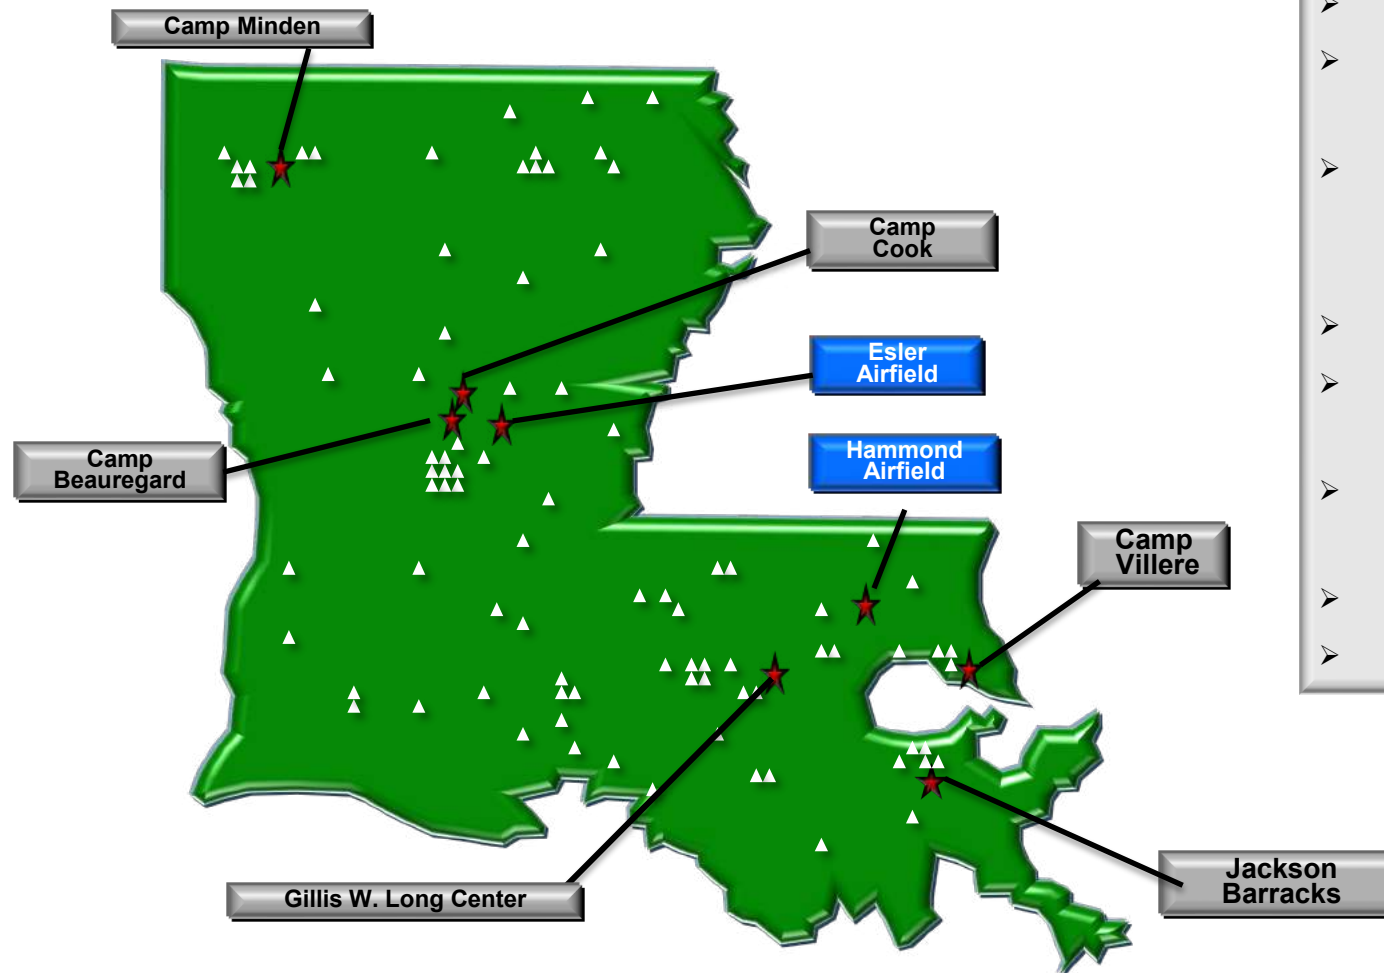 Camp Minden
Camp
Cook
Esler
Airfield
Camp
Beauregard
Hammond
Airfield
Camp
Villere
Gillis W. Long Center
Jackson
Barracks